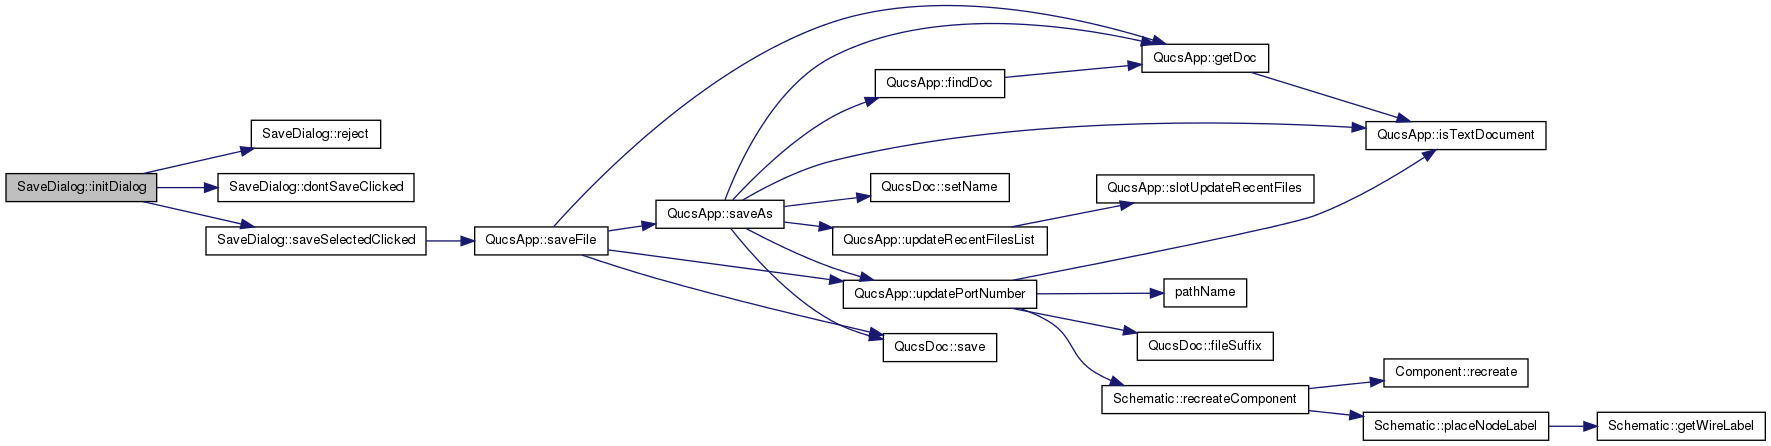 SaveDialog::initDialog
SaveDialog::reject
SaveDialog::dontSaveClicked
SaveDialog::saveSelectedClicked
QucsApp::saveFile
QucsApp::saveAs
QucsApp::findDoc
QucsDoc::setName
QucsApp::updateRecentFilesList
QucsApp::updatePortNumber
QucsDoc::save
QucsApp::getDoc
QucsApp::slotUpdateRecentFiles
pathName
QucsDoc::fileSuffix
Schematic::recreateComponent
QucsApp::isTextDocument
Component::recreate
Schematic::placeNodeLabel
Schematic::getWireLabel